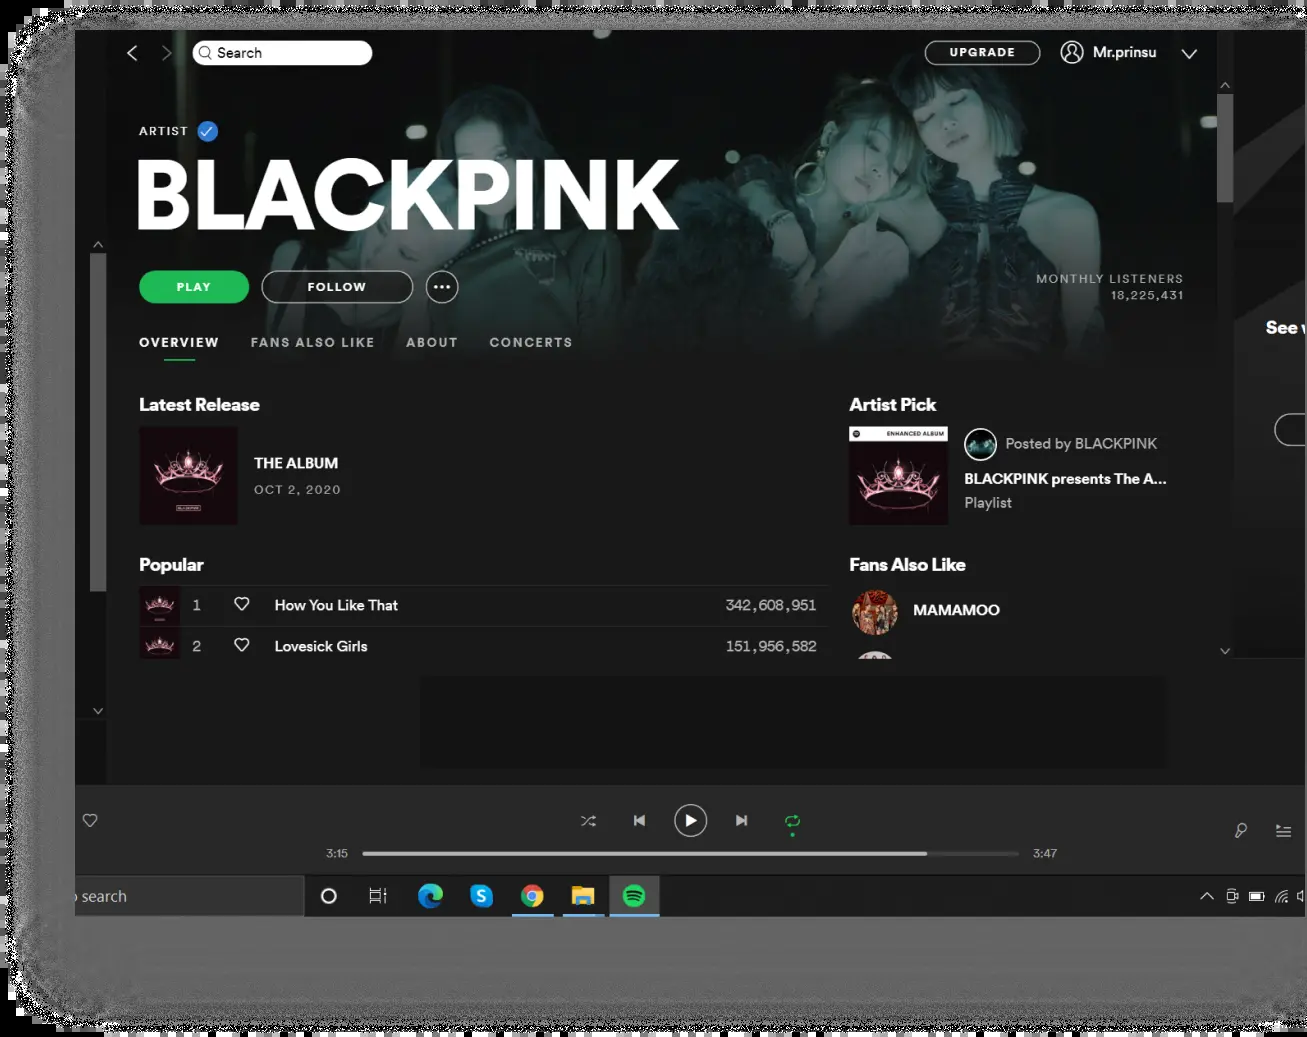 Search
UPGRADE
Mr.prinsu
ARTIST
BLACKPINK
PLAY
FOLLOW
MONTHLY LISTENERS
18,225,431
OVERVIEW
FANS ALSO LIKE
ABOUT
CONCERTS
See
Latest Release
THE ALBUM
OCT 2, 2020
Artist Pick
ENHANCED ALBUM
Posted by BLACKPINK
BLACKPINK presents The A...
Playlist
BLACKPINK
Popular
1 How You Like That 342,608,951
2 Lovesick Girls 151,956,582
Fans Also Like
MAMAMOO
3:15
3:47
search